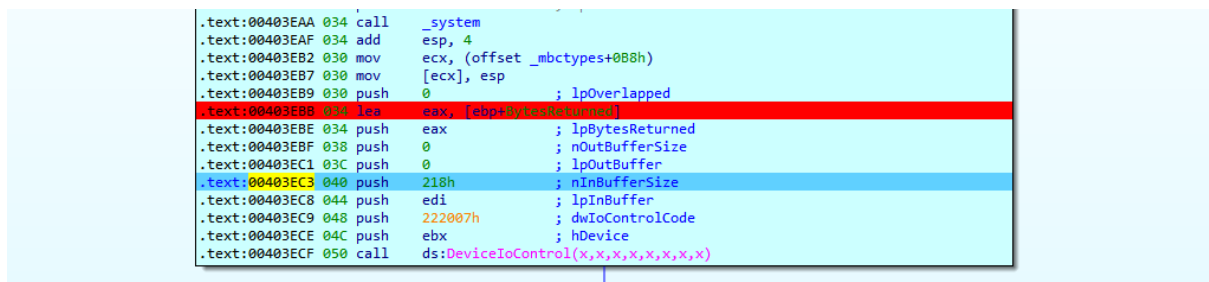 .text:00403EAA 034 call    _system
.text:00403EAF 034 add     esp, 4
.text:00403EB2 030 mov     ecx, (offset _mbctypes+0B8h)
.text:00403EB7 030 mov     [ecx], esp
.text:00403EB9 030 push    0               ; lpOverlapped
.text:00403EBB 034 lea     eax, [ebp+BytesReturned]
.text:00403EBE 034 push    eax             ; lpBytesReturned
.text:00403EBF 038 push    0               ; nOutBufferSize
.text:00403EC1 03C push    0               ; lpOutBuffer
.text:00403EC3 040 push    218h            ; nInBufferSize
.text:00403EC8 044 push    edi             ; lpInBuffer
.text:00403EC9 048 push    222007h         ; dwIoControlCode
.text:00403ECE 04C push    ebx             ; hDevice
.text:00403ECF 050 call    ds:DeviceIoControl(x,x,x,x,x,x,x,x)